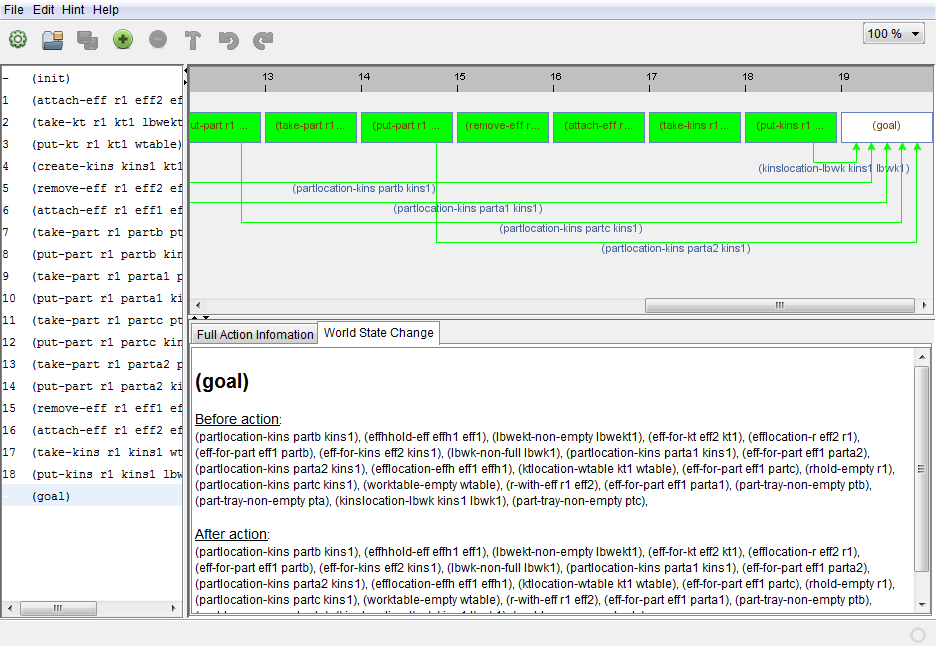 File Edit Hint Help
100 %
– (init)
1 (attach-eff r1 eff2 ef
2 (take-kt r1 kt1 lbwekt
3 (put-kt r1 kt1 wtable)
4 (create-kins kins1 kt1
5 (remove-eff r1 eff2 ef
6 (attach-eff r1 eff1 ef
7 (take-part r1 partb pt
8 (put-part r1 partb kin
9 (take-part r1 parta1 p
10 (put-part r1 parta1 ki
11 (take-part r1 partc pt
12 (put-part r1 partc kin
13 (take-part r1 parta2 p
14 (put-part r1 parta2 ki
15 (remove-eff r1 eff1 ef
16 (attach-eff r1 eff2 ef
17 (take-kins r1 kins1 wt
18 (put-kins r1 kins1 lbw
– (goal)
13 14 15 16 17 18 19
ut-part r1 ... (take-part r1... (put-part r1 ... (remove-eff r... (attach-eff r... (take-kins r1... (put-kins r1 ... (goal)
(kinslocation-lbwk kins1 lbwk1)
(partlocation-kins partb kins1)
(partlocation-kins parta1 kins1)
(partlocation-kins partc kins1)
(partlocation-kins parta2 kins1)
Full Action Infomation World State Change
(goal)
Before action:
(partlocation-kins partb kins1), (effhhold-eff effh1 eff1), (lbwekt-non-empty lbwekt1), (eff-for-kt eff2 kt1), (efflocation-r eff2 r1),
(eff-for-part eff1 partb), (eff-for-kins eff2 kins1), (lbwk-non-full lbwk1), (partlocation-kins parta1 kins1), (eff-for-part eff1 parta2),
(partlocation-kins parta2 kins1), (efflocation-effh eff1 effh1), (ktlocation-wtable kt1 wtable), (eff-for-part eff1 partc), (rhold-empty r1),
(partlocation-kins partc kins1), (worktable-empty wtable), (r-with-eff r1 eff2), (eff-for-part eff1 parta1), (part-tray-non-empty ptb),
(part-tray-non-empty pta), (kinslocation-lbwk kins1 lbwk1), (part-tray-non-empty ptc),
After action:
(partlocation-kins partb kins1), (effhhold-eff effh1 eff1), (lbwekt-non-empty lbwekt1), (eff-for-kt eff2 kt1), (efflocation-r eff2 r1),
(eff-for-part eff1 partb), (eff-for-kins eff2 kins1), (lbwk-non-full lbwk1), (partlocation-kins parta1 kins1), (eff-for-part eff1 parta2),
(partlocation-kins parta2 kins1), (efflocation-effh eff1 effh1), (ktlocation-wtable kt1 wtable), (eff-for-part eff1 partc), (rhold-empty r1),
(partlocation-kins partc kins1), (worktable-empty wtable), (r-with-eff r1 eff2), (eff-for-part eff1 parta1), (part-tray-non-empty ptb),